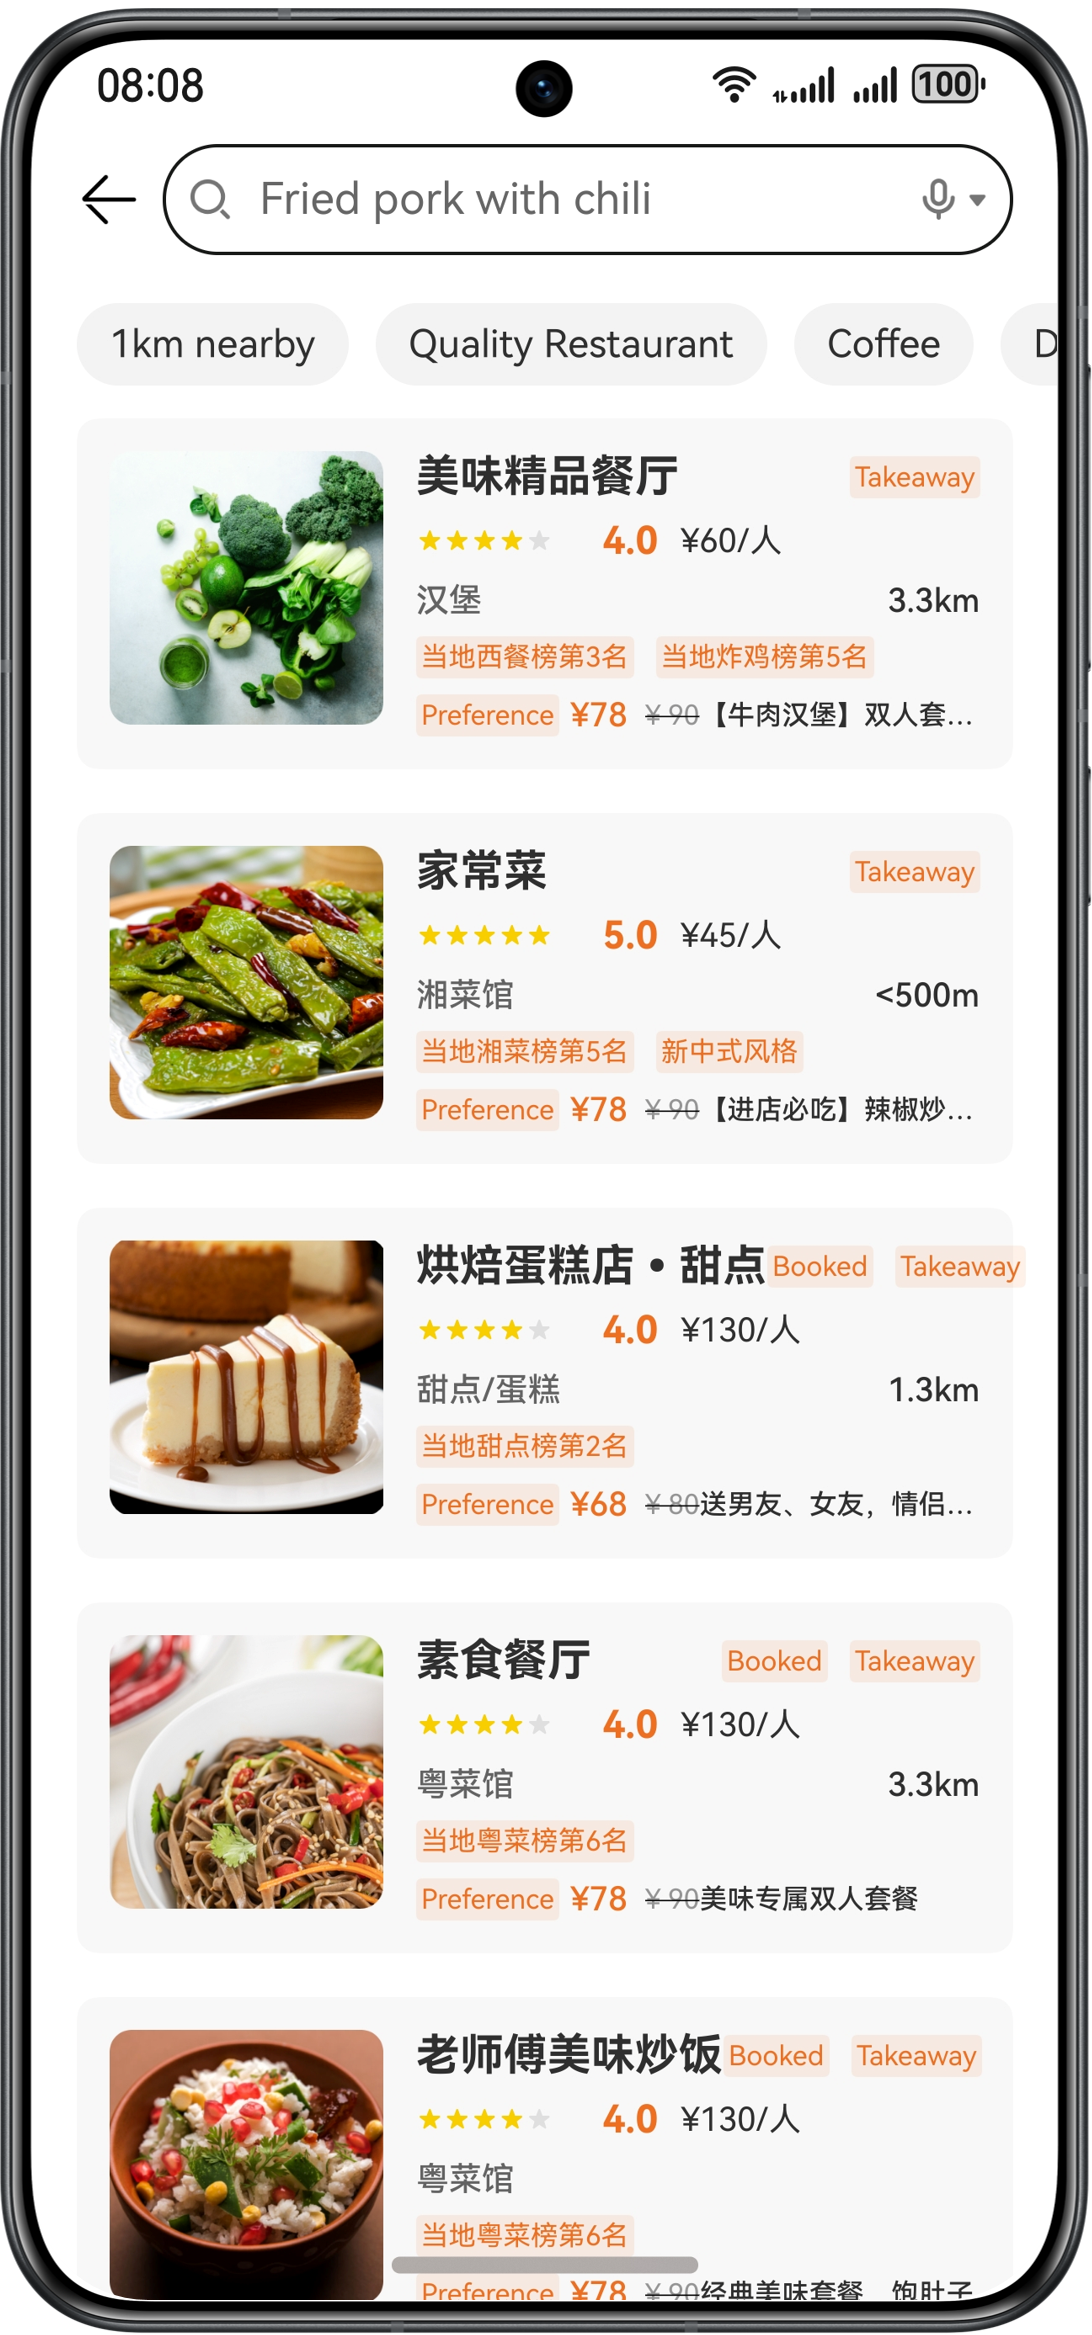 08:08 100
Fried pork with chili
1km nearby Quality Restaurant Coffee D
美味精品餐厅 Takeaway
4.0 ¥60/人
汉堡 3.3km
当地西餐榜第3名 当地炸鸡榜第5名
Preference ¥78 ¥ 90 【牛肉汉堡】双人套...
家常菜 Takeaway
5.0 ¥45/人
湘菜馆 <500m
当地湘菜榜第5名 新中式风格
Preference ¥78 ¥ 90 【进店必吃】辣椒炒...
烘焙蛋糕店 • 甜点 Booked Takeaway
4.0 ¥130/人
甜点/蛋糕 1.3km
当地甜点榜第2名
Preference ¥68 ¥ 80 送男友、女友，情侣...
素食餐厅 Booked Takeaway
4.0 ¥130/人
粤菜馆 3.3km
当地粤菜榜第6名
Preference ¥78 ¥ 90 美味专属双人套餐
老师傅美味炒饭 Booked Takeaway
4.0 ¥130/人
粤菜馆
当地粤菜榜第6名
Preference ¥78 ¥ 90 经典美味套餐 饱肚子